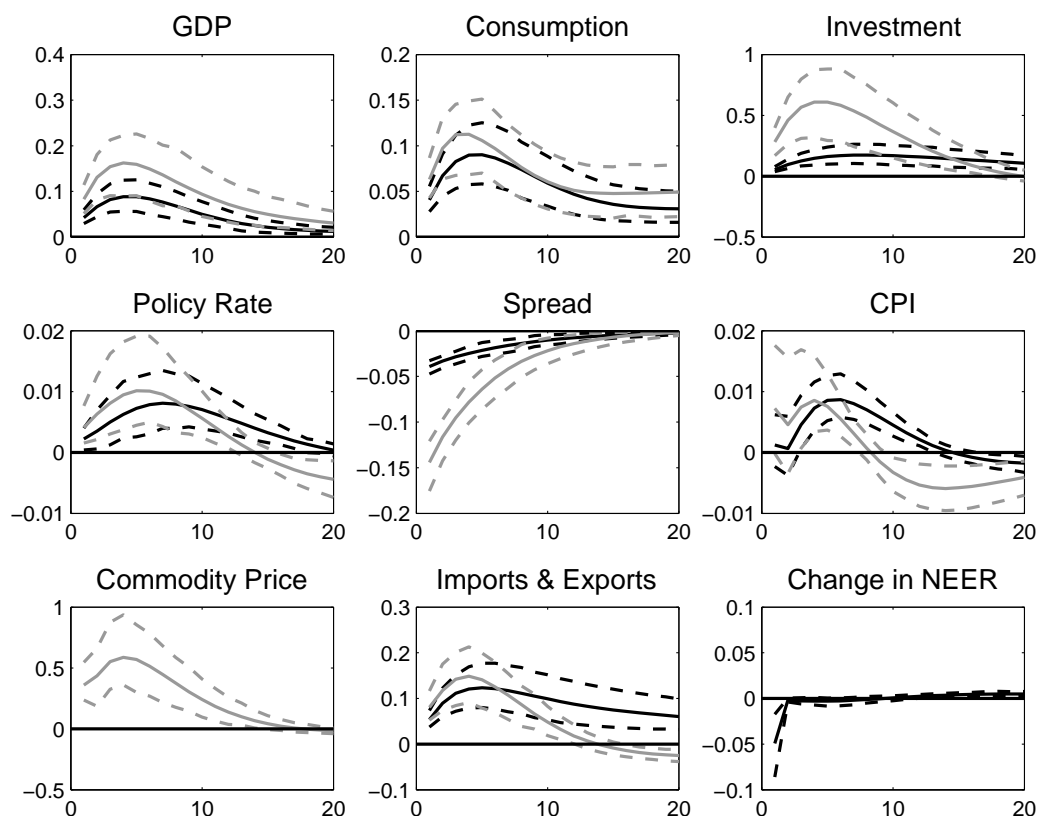 GDP
0.4
0.3
0.2
0.1
0
0 10 20
Consumption
0.2
0.15
0.1
0.05
0
0 10 20
Investment
1
0.5
0
−0.5
0 10 20
Policy Rate
0.02
0.01
0
−0.01
0 10 20
Spread
0
−0.05
−0.1
−0.15
−0.2
0 10 20
CPI
0.02
0.01
0
−0.01
0 10 20
Commodity Price
1
0.5
0
−0.5
0 10 20
Imports & Exports
0.3
0.2
0.1
0
−0.1
0 10 20
Change in NEER
0.1
0.05
0
−0.05
−0.1
0 10 20